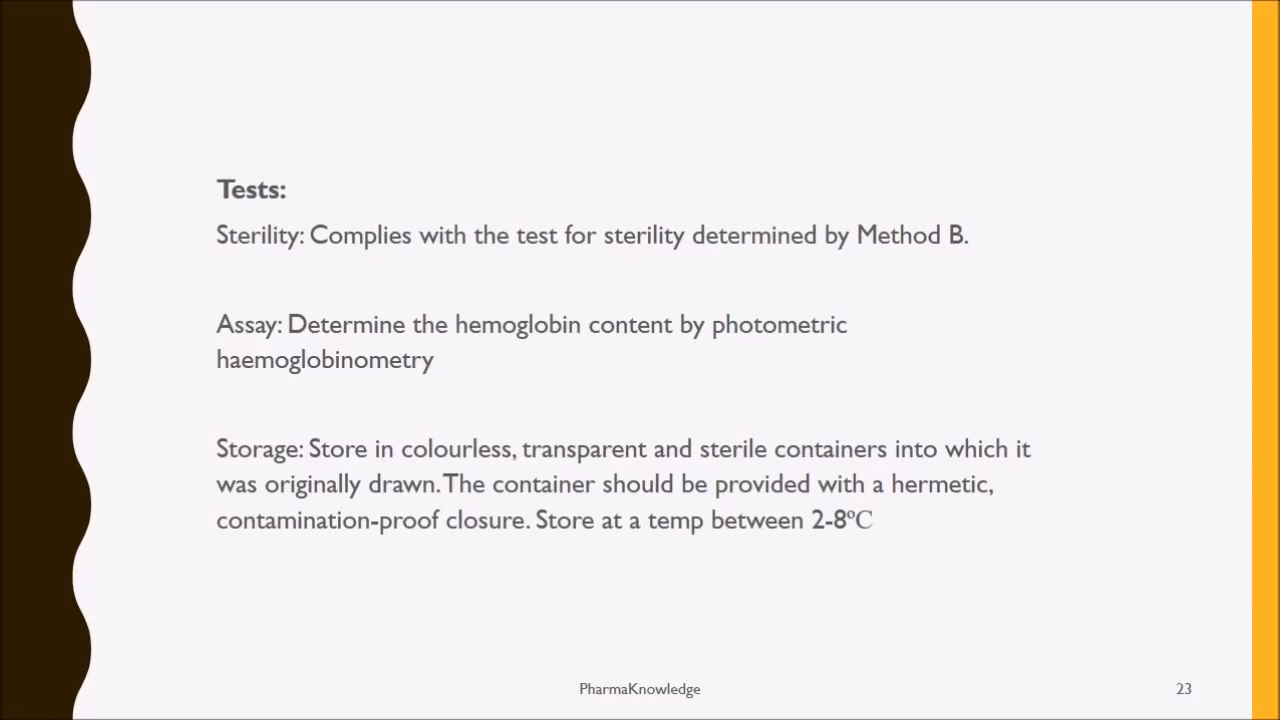 Tests:
Sterility: Complies with the test for sterility determined by Method B.
Assay: Determine the hemoglobin content by photometric
haemoglobinometry
Storage: Store in colourless, transparent and sterile containers into which it
was originally drawn. The container should be provided with a hermetic,
contamination-proof closure. Store at a temp between 2-8ºC
PharmaKnowledge
23